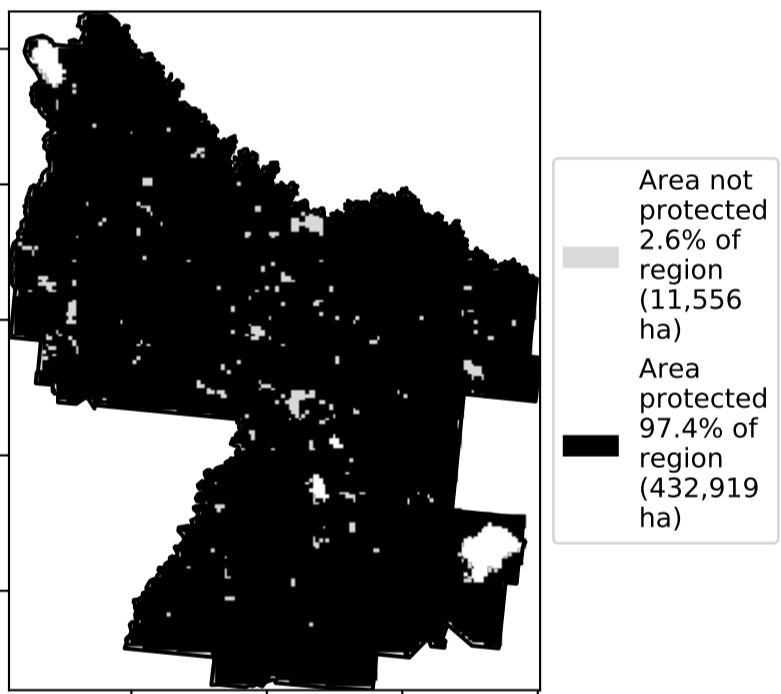 Area not
protected
2.6% of
region
(11,556
ha)
Area
protected
97.4% of
region
(432,919
ha)